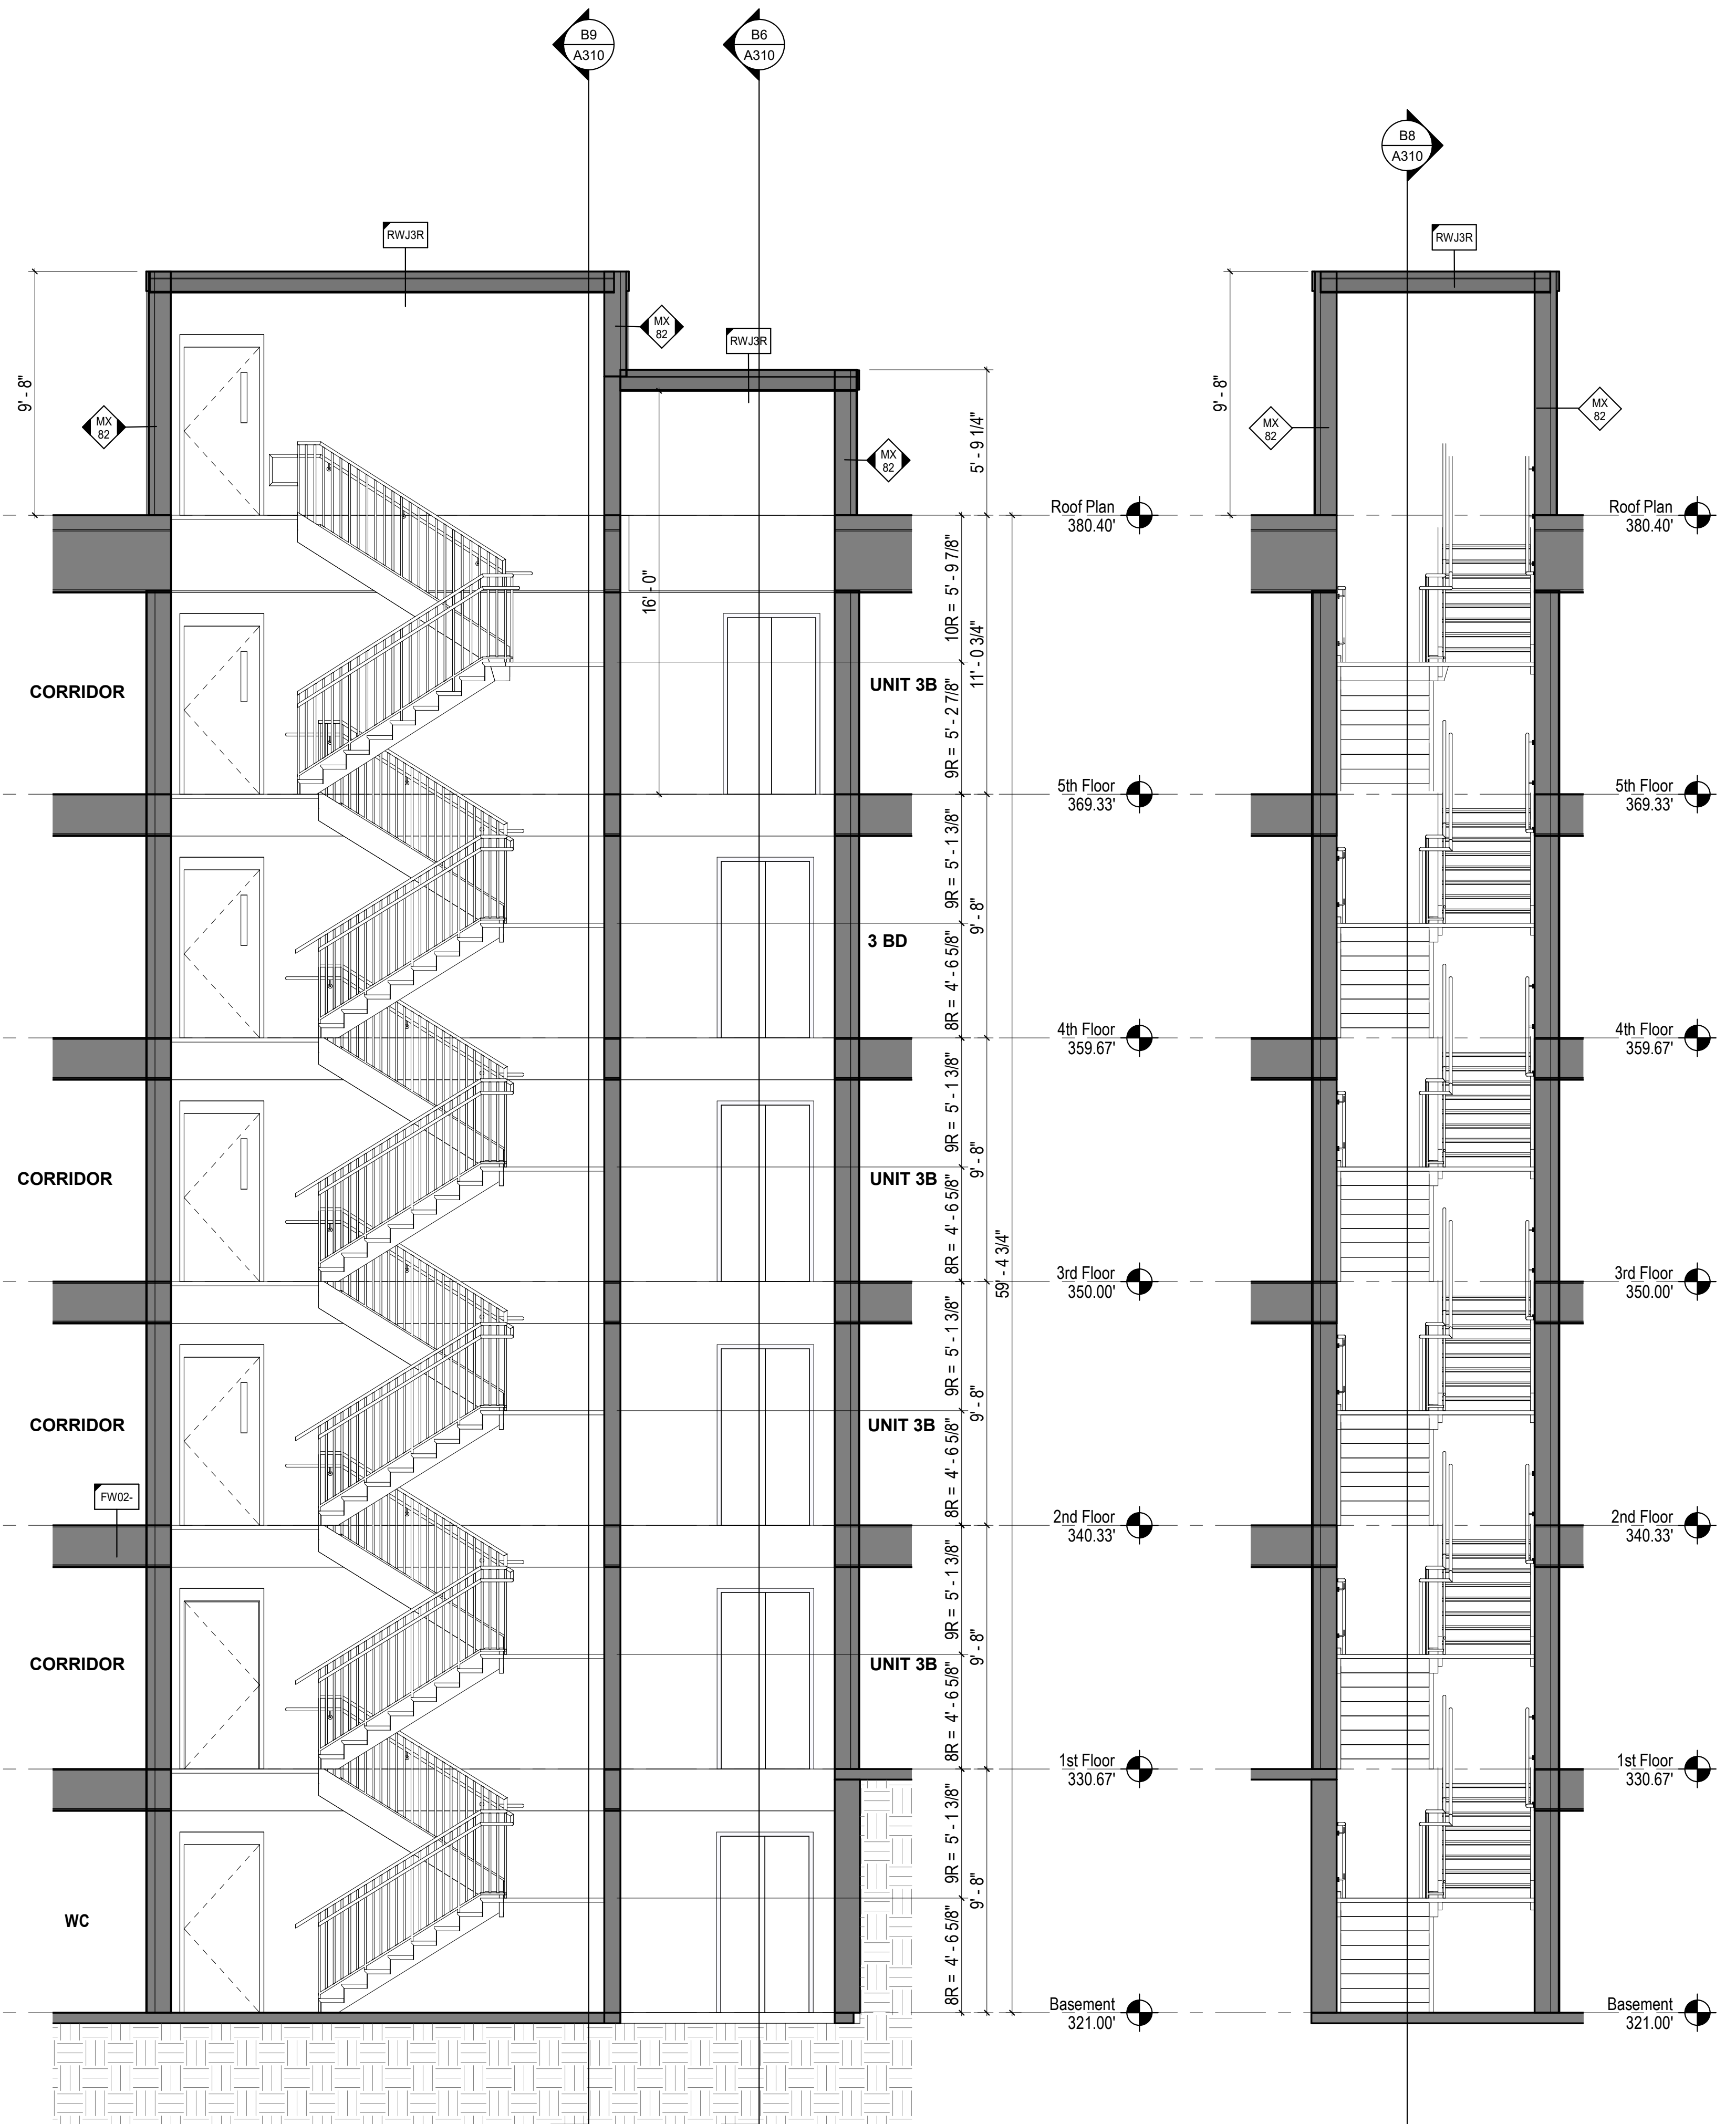 B9
A310
B6
A310
B8
A310
RWJ3R
RWJ3R
MX
82
RWJ3R
9' - 8"
9' - 8"
MX
82
MX
82
MX
82
MX
82
5' - 9 1/4"
Roof Plan
380.40'
Roof Plan
380.40'
16' - 0"
10R = 5' - 9 7/8"
11' - 0 3/4"
9R = 5' - 2 7/8"
CORRIDOR
UNIT 3B
5th Floor
369.33'
5th Floor
369.33'
9R = 5' - 1 3/8"
9' - 8"
8R = 4' - 6 5/8"
3 BD
4th Floor
359.67'
4th Floor
359.67'
9R = 5' - 1 3/8"
9' - 8"
8R = 4' - 6 5/8"
CORRIDOR
UNIT 3B
59' - 4 3/4"
3rd Floor
350.00'
3rd Floor
350.00'
9R = 5' - 1 3/8"
9' - 8"
8R = 4' - 6 5/8"
CORRIDOR
UNIT 3B
FW02-
2nd Floor
340.33'
2nd Floor
340.33'
9R = 5' - 1 3/8"
9' - 8"
8R = 4' - 6 5/8"
CORRIDOR
UNIT 3B
1st Floor
330.67'
1st Floor
330.67'
9R = 5' - 1 3/8"
9' - 8"
8R = 4' - 6 5/8"
WC
Basement
321.00'
Basement
321.00'